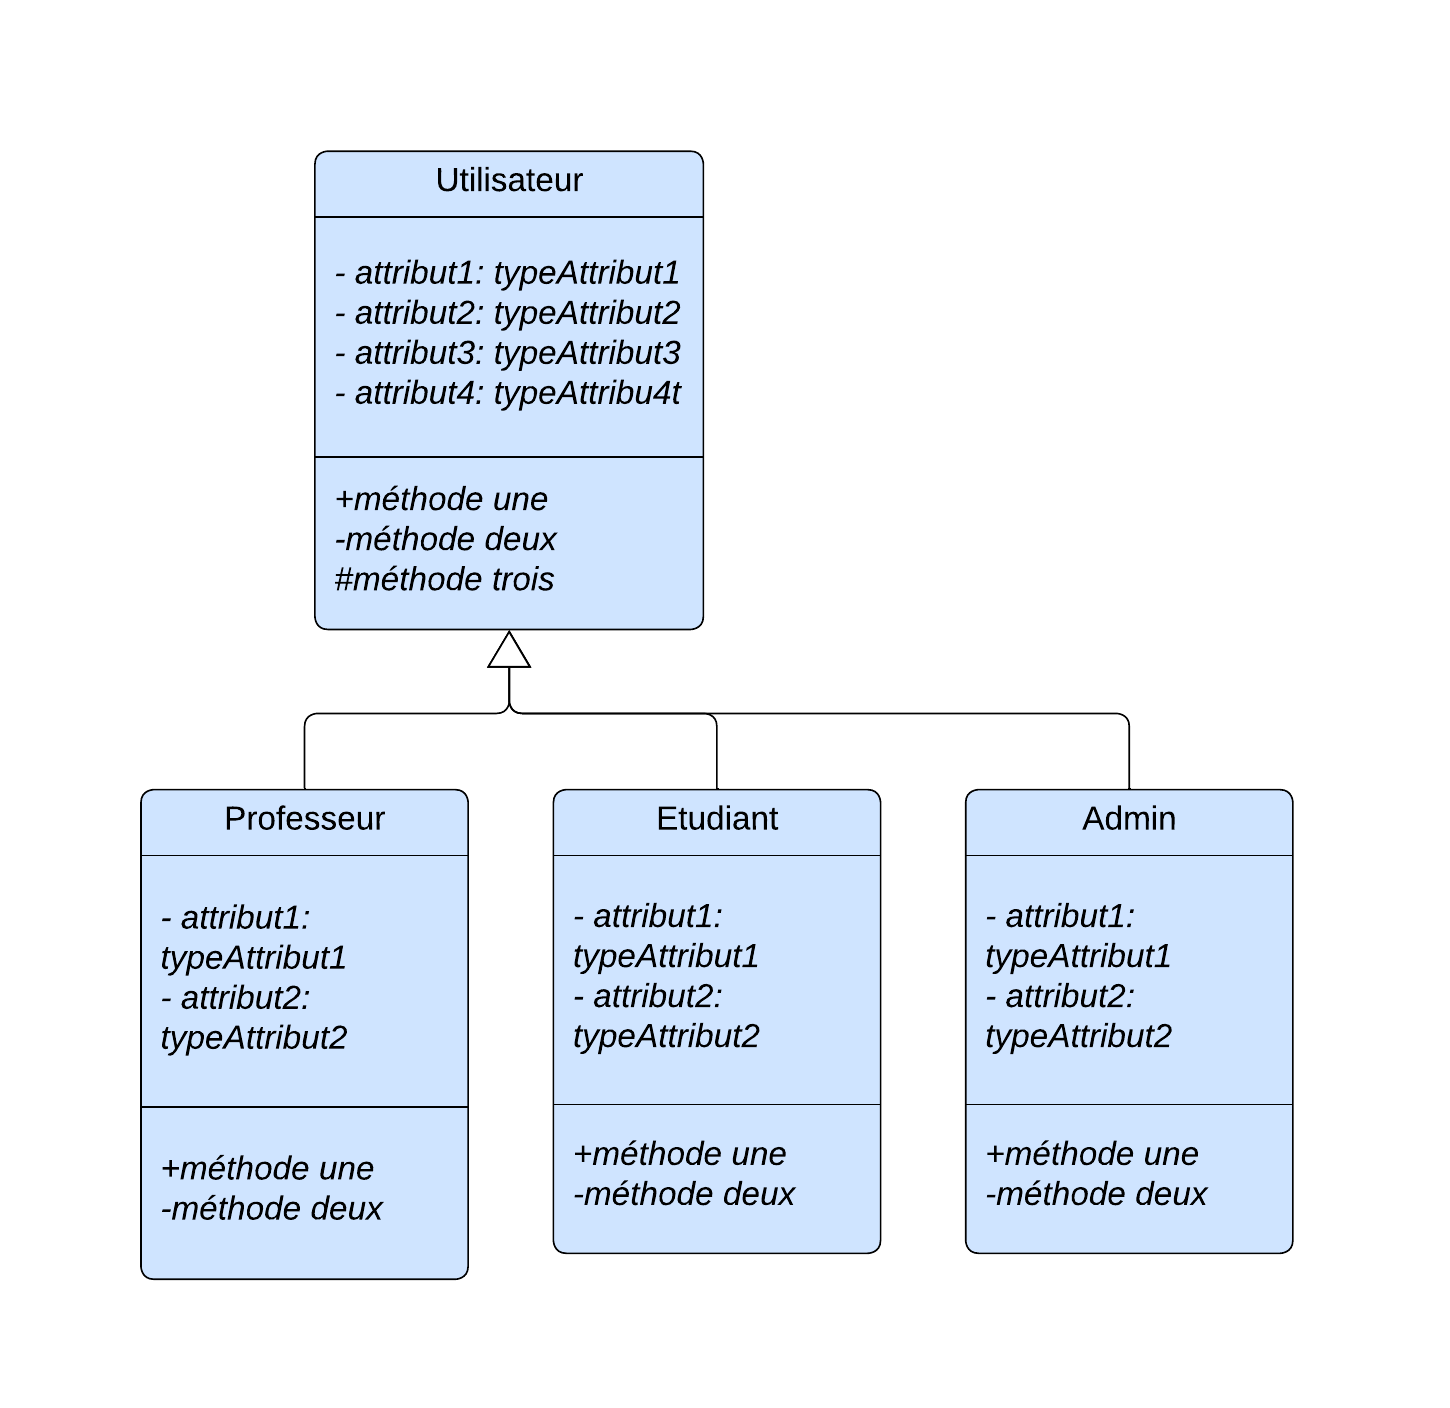 Utilisateur
- attribut1: typeAttribut1
- attribut2: typeAttribut2
- attribut3: typeAttribut3
- attribut4: typeAttribu4t
+méthode une
-méthode deux
#méthode trois
Professeur
- attribut1:
typeAttribut1
- attribut2:
typeAttribut2
+méthode une
-méthode deux
Etudiant
- attribut1:
typeAttribut1
- attribut2:
typeAttribut2
+méthode une
-méthode deux
Admin
- attribut1:
typeAttribut1
- attribut2:
typeAttribut2
+méthode une
-méthode deux